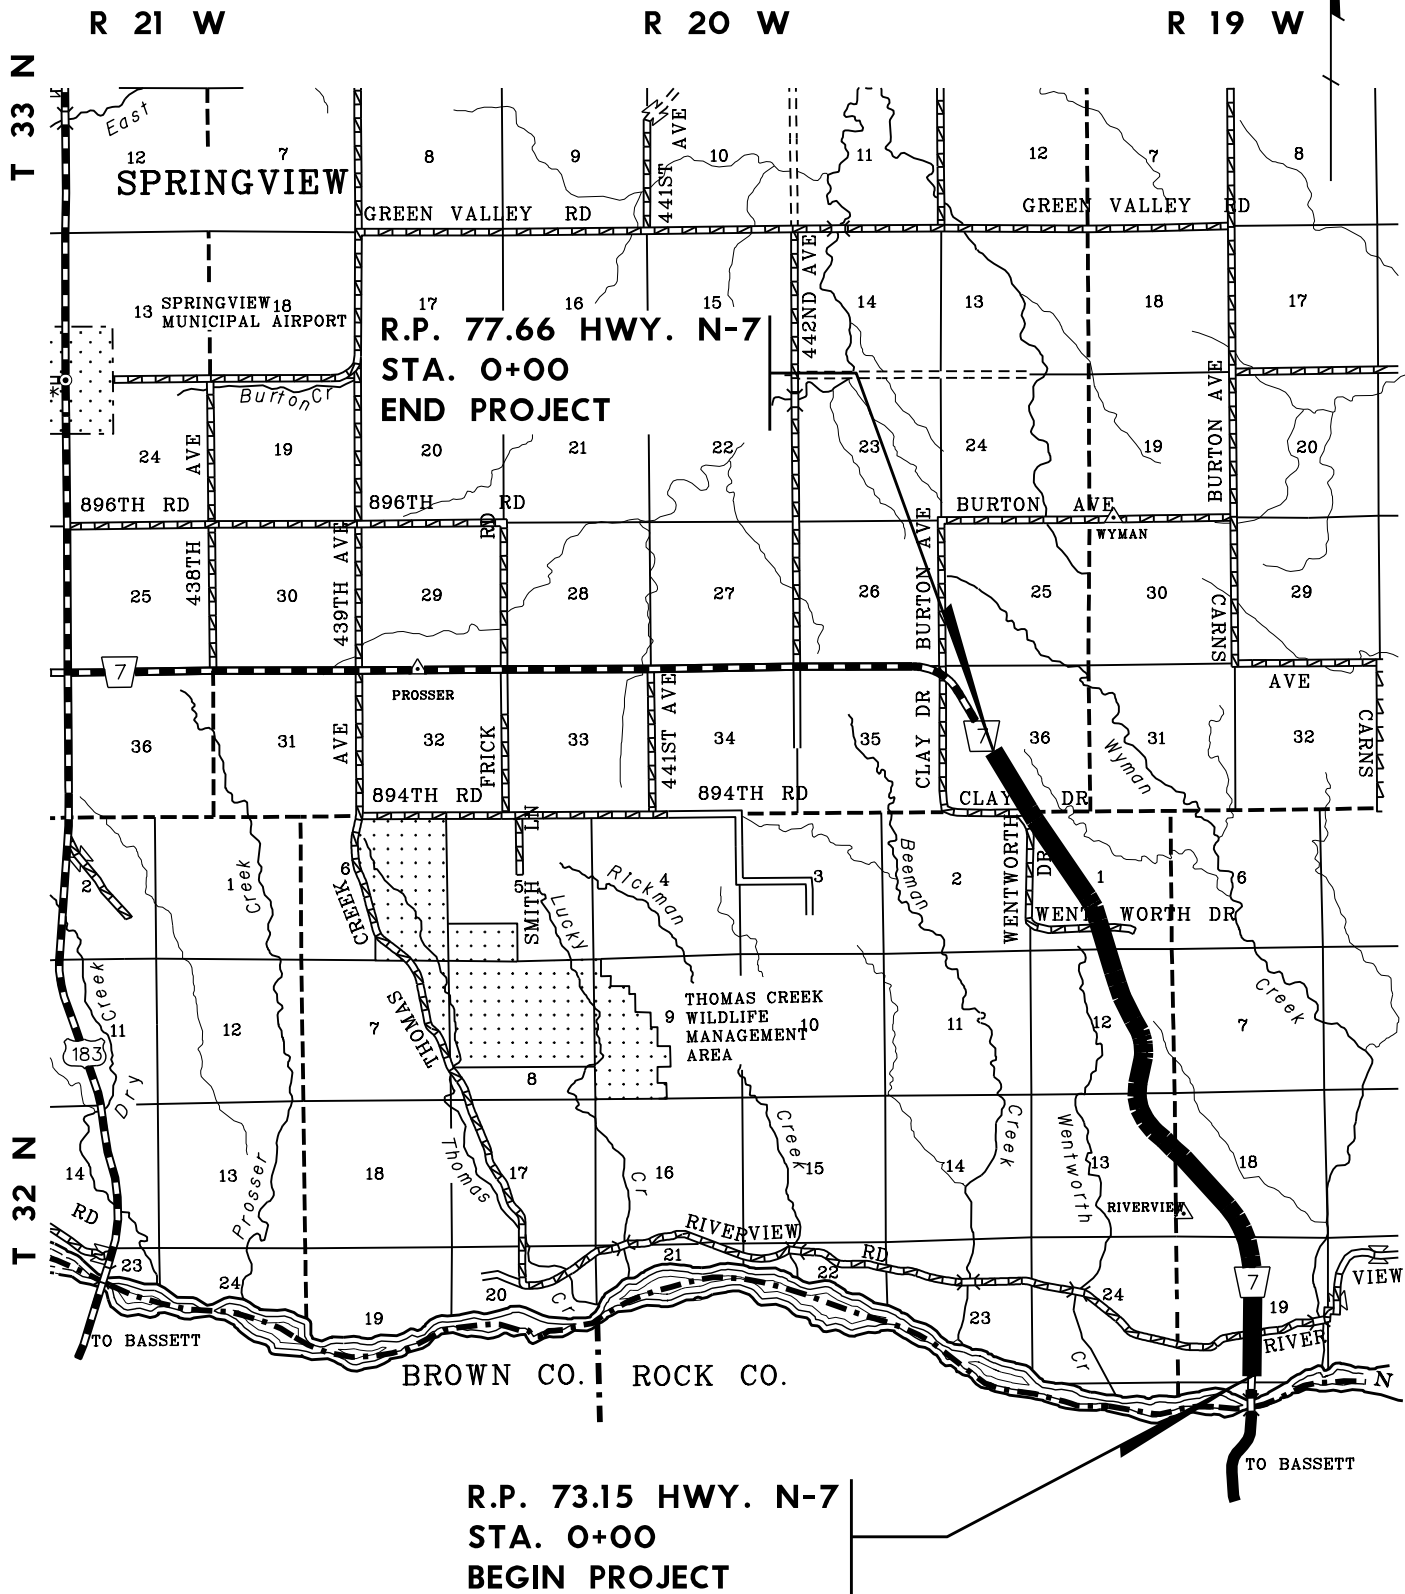 R 21 W
R 20 W
R 19 W
T 33 N
East
12
7
8
9
10
11
12
7
8
SPRINGVIEW
441ST AVE
GREEN VALLEY RD
GREEN VALLEY RD
13
SPRINGVIEW
MUNICIPAL AIRPORT
18
17
16
15
14
13
18
17
442ND AVE
R.P. 77.66 HWY. N-7
STA. 0+00
END PROJECT
Burton Cr
BURTON AVE
24
19
20
21
22
23
24
19
20
438TH AVE
896TH RD
896TH RD
BURTON AVE
WYMAN
25
30
29
28
27
26
25
30
29
439TH AVE
FRICK RD
BURTON AVE
CARNS AVE
7
PROSSER
36
31
32
33
34
35
36
31
32
441ST AVE
CLAY DR
7
Wyman Creek
CARNS
894TH RD
894TH RD
CLAY DR
2
1
6
5
4
3
2
1
6
Prosser Creek
THOMAS CREEK
SMITH LN
Lucky Cr
Rickman Creek
Beeman Creek
WENTWORTH DR
WENTWORTH DR
Dry Creek
11
12
7
8
9
THOMAS CREEK
WILDLIFE
MANAGEMENT
AREA
10
11
12
7
183
T 32 N
14
13
18
17
16
15
14
13
18
Thomas Cr
Wentworth Cr
RIVERVIEW
RD
RIVERVIEW RD
23
24
19
20
21
22
23
24
19
7
RIVER VIEW
TO BASSETT
BROWN CO.
ROCK CO.
N
TO BASSETT
R.P. 73.15 HWY. N-7
STA. 0+00
BEGIN PROJECT